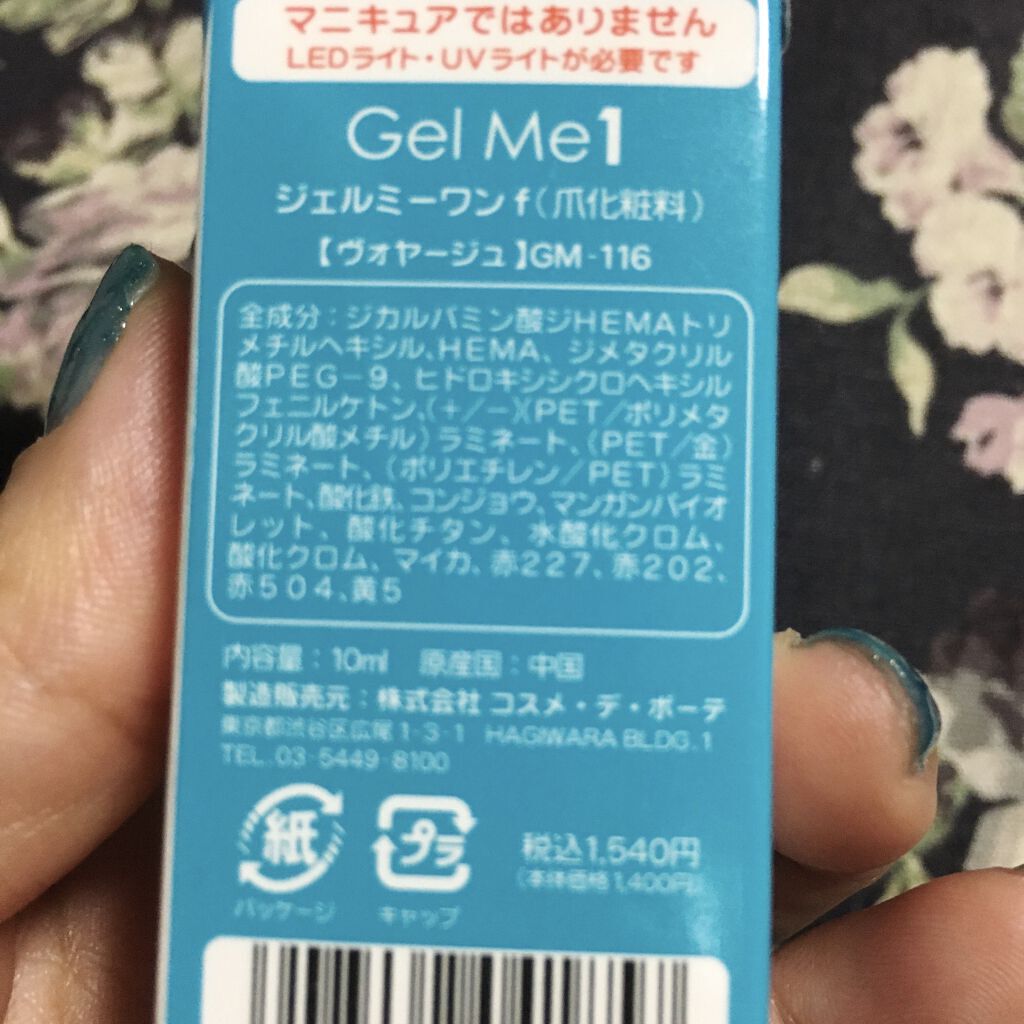 マニキュアではありません
LEDライト・UVライトが必要です
Gel Me1
ジェルミーワンf(爪化粧料)
【ヴォヤージュ】GM-116
全成分:ジカルバミン酸ジHEMAトリ
メチルヘキシル、HEMA、ジメタクリル
酸PEG-9、ヒドロキシシクロヘキシル
フェニルケトン、(+/-)(PET/ポリメタ
クリル酸メチル)ラミネート、(PET/金)
ラミネート、(ポリエチレン/PET)ラミ
ネート、酸化鉄、コンジョウ、マンガンバイオ
レット、酸化チタン、水酸化クロム、
酸化クロム、マイカ、赤227、赤202、
赤504、黄5
内容量:10ml 原産国:中国
製造販売元:株式会社 コスメ・デ・ボーテ
東京都渋谷区広尾1-3-1 HAGIWARA BLDG.1
TEL.03-5449-8100
紙 プラ
パッケージ キャップ
税込1,540円
(本体価格1,400円)